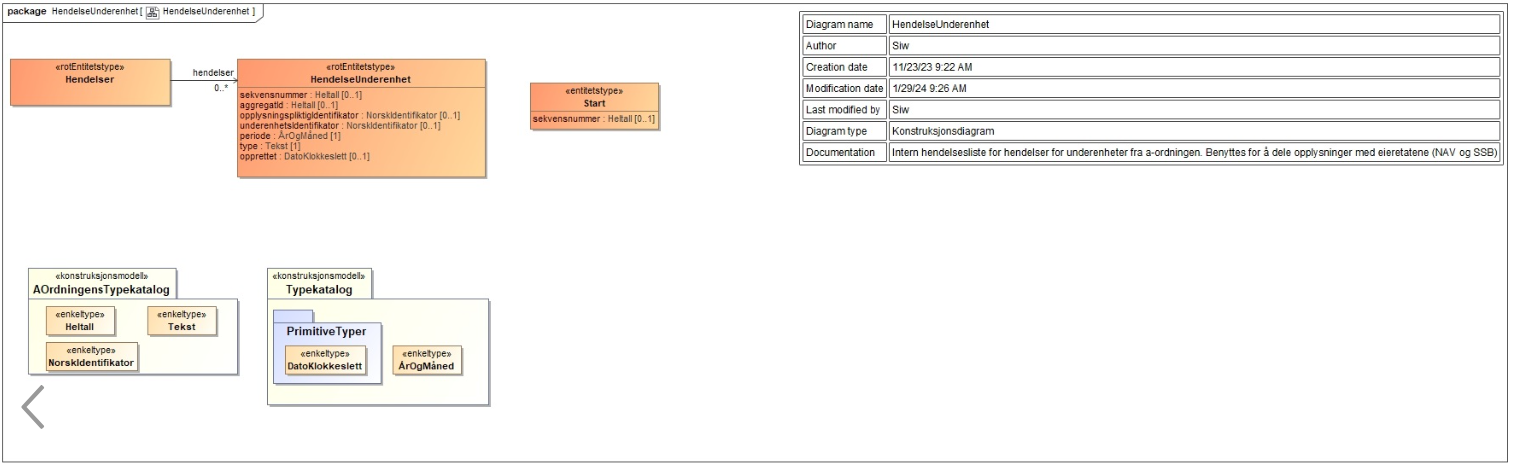 package HendelseUnderenhet [ HendelseUnderenhet ]
«rotEntitetstype»
Hendelser
hendelser
0..*
«rotEntitetstype»
HendelseUnderenhet
sekvensnummer : Heltall [0..1]
aggregatId : Heltall [0..1]
opplysningspliktigIdentifikator : NorskIdentifikator [0..1]
underenhetsIdentifikator : NorskIdentifikator [0..1]
periode : ÅrOgMåned [1]
type : Tekst [1]
opprettet : DatoKlokkeslett [0..1]
«entitetstype»
Start
sekvensnummer : Heltall [0..1]
Diagram name HendelseUnderenhet
Author Siw
Creation date 11/23/23 9:22 AM
Modification date 1/29/24 9:26 AM
Last modified by Siw
Diagram type Konstruksjonsdiagram
Documentation Intern hendelsesliste for hendelser for underenheter fra a-ordningen. Benyttes for å dele opplysninger med eieretatene (NAV og SSB)
«konstruksjonsmodell»
AOrdningensTypekatalog
«enkeltype»
Heltall
«enkeltype»
Tekst
«enkeltype»
NorskIdentifikator
«konstruksjonsmodell»
Typekatalog
PrimitiveTyper
«enkeltype»
DatoKlokkeslett
«enkeltype»
ÅrOgMåned